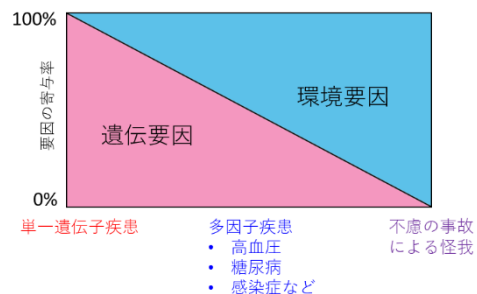 100%
要因の寄与率
環境要因
遺伝要因
0%
単一遺伝子疾患
多因子疾患
• 高血圧
• 糖尿病
• 感染症など
不慮の事故
による怪我